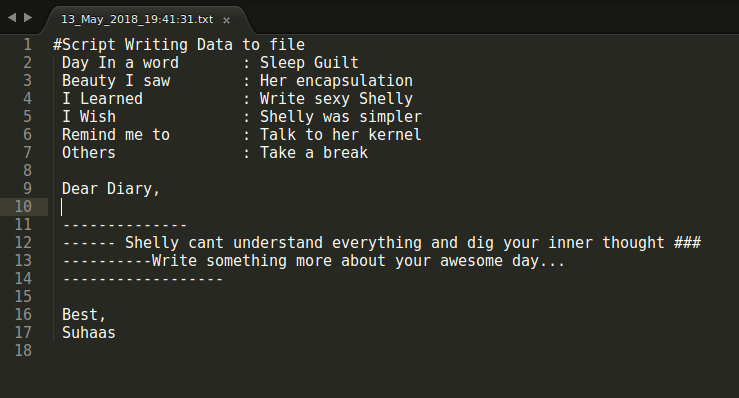 13_May_2018_19:41:31.txt ×
1 #Script Writing Data to file
2 Day In a word       : Sleep Guilt
3 Beauty I saw        : Her encapsulation
4 I Learned           : Write sexy Shelly
5 I Wish              : Shelly was simpler
6 Remind me to        : Talk to her kernel
7 Others              : Take a break
8
9 Dear Diary,
10
11 --------------
12 ------ Shelly cant understand everything and dig your inner thought ###
13 ----------Write something more about your awesome day...
14 ------------------
15
16 Best,
17 Suhaas
18